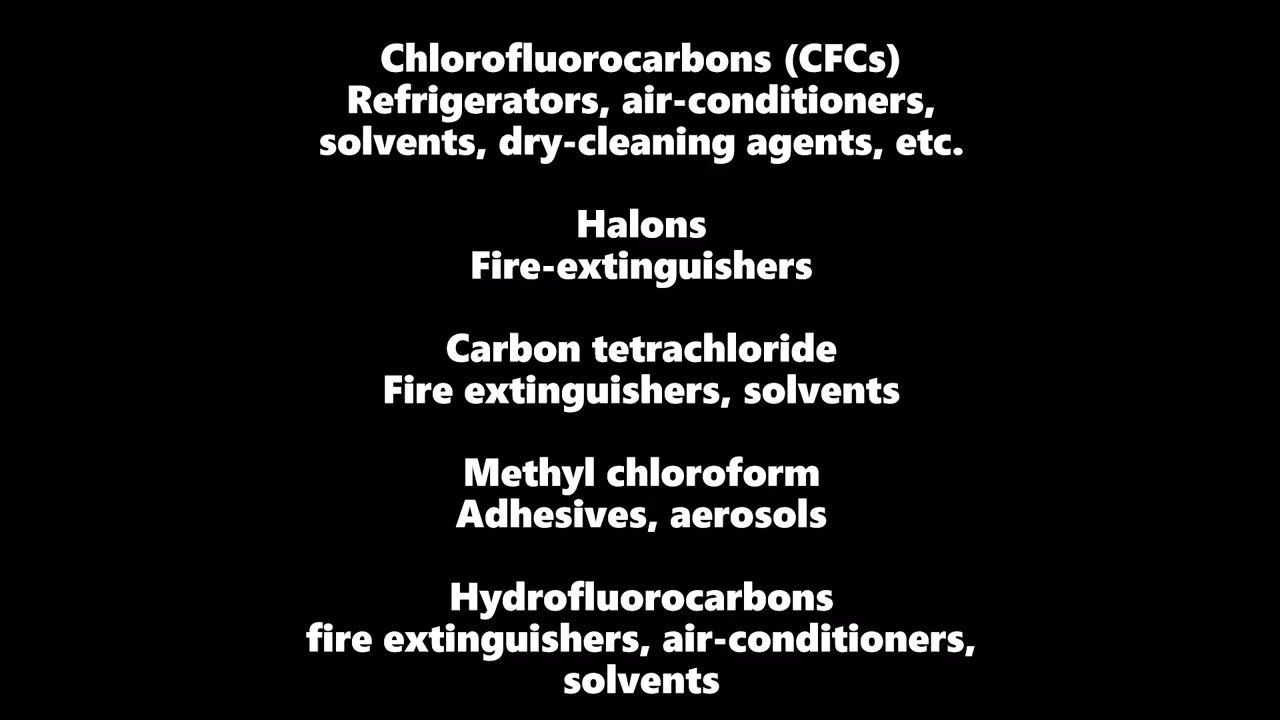 Chlorofluorocarbons (CFCs)
Refrigerators, air-conditioners,
solvents, dry-cleaning agents, etc.
Halons
Fire-extinguishers
Carbon tetrachloride
Fire extinguishers, solvents
Methyl chloroform
Adhesives, aerosols
Hydrofluorocarbons
fire extinguishers, air-conditioners,
solvents